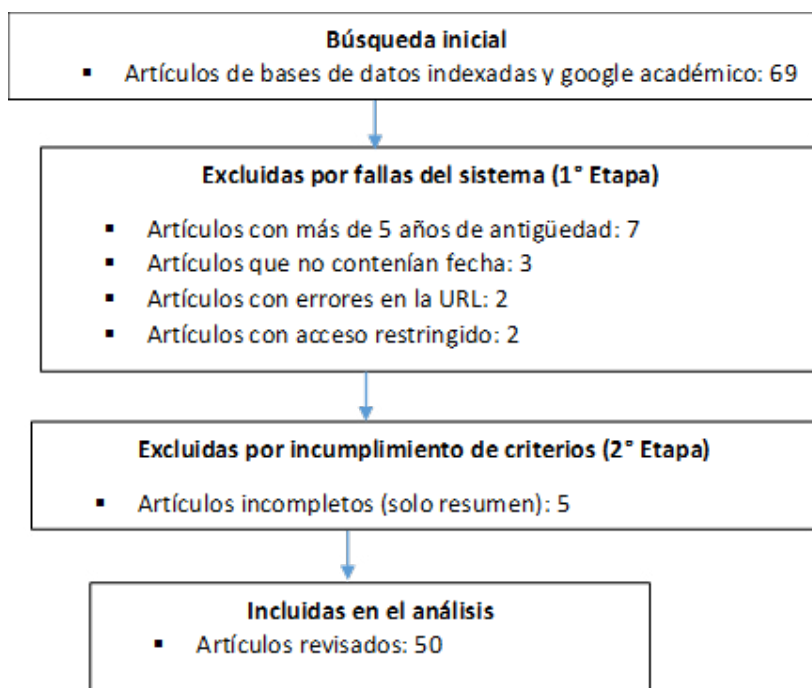 Búsqueda inicial
▪ Artículos de bases de datos indexadas y google académico: 69
Excluidas por fallas del sistema (1° Etapa)
▪ Artículos con más de 5 años de antigüedad: 7
▪ Artículos que no contenían fecha: 3
▪ Artículos con errores en la URL: 2
▪ Artículos con acceso restringido: 2
Excluidas por incumplimiento de criterios (2° Etapa)
▪ Artículos incompletos (solo resumen): 5
Incluidas en el análisis
▪ Artículos revisados: 50